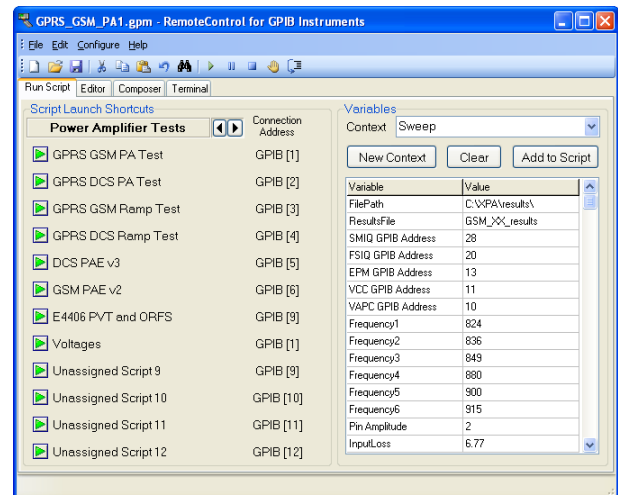 GPRS_GSM_PA1.gpm - RemoteControl for GPIB Instruments
File Edit Configure Help
Run Script Editor Composer Terminal
Script Launch Shortcuts
Power Amplifier Tests
Connection
Address
GPRS GSM PA Test GPIB [1]
GPRS DCS PA Test GPIB [2]
GPRS GSM Ramp Test GPIB [3]
GPRS DCS Ramp Test GPIB [4]
DCS PAE v3 GPIB [5]
GSM PAE v2 GPIB [6]
E4406 PVT and ORFS GPIB [9]
Voltages GPIB [1]
Unassigned Script 9 GPIB [9]
Unassigned Script 10 GPIB [10]
Unassigned Script 11 GPIB [11]
Unassigned Script 12 GPIB [12]
Variables
Context Sweep
New Context Clear Add to Script
Variable Value
FilePath C:\XPA\results\
ResultsFile GSM_XX_results
SMIQ GPIB Address 28
FSIQ GPIB Address 20
EPM GPIB Address 13
VCC GPIB Address 11
VAPC GPIB Address 10
Frequency1 824
Frequency2 836
Frequency3 849
Frequency4 880
Frequency5 900
Frequency6 915
Pin Amplitude 2
InputLoss 6.77